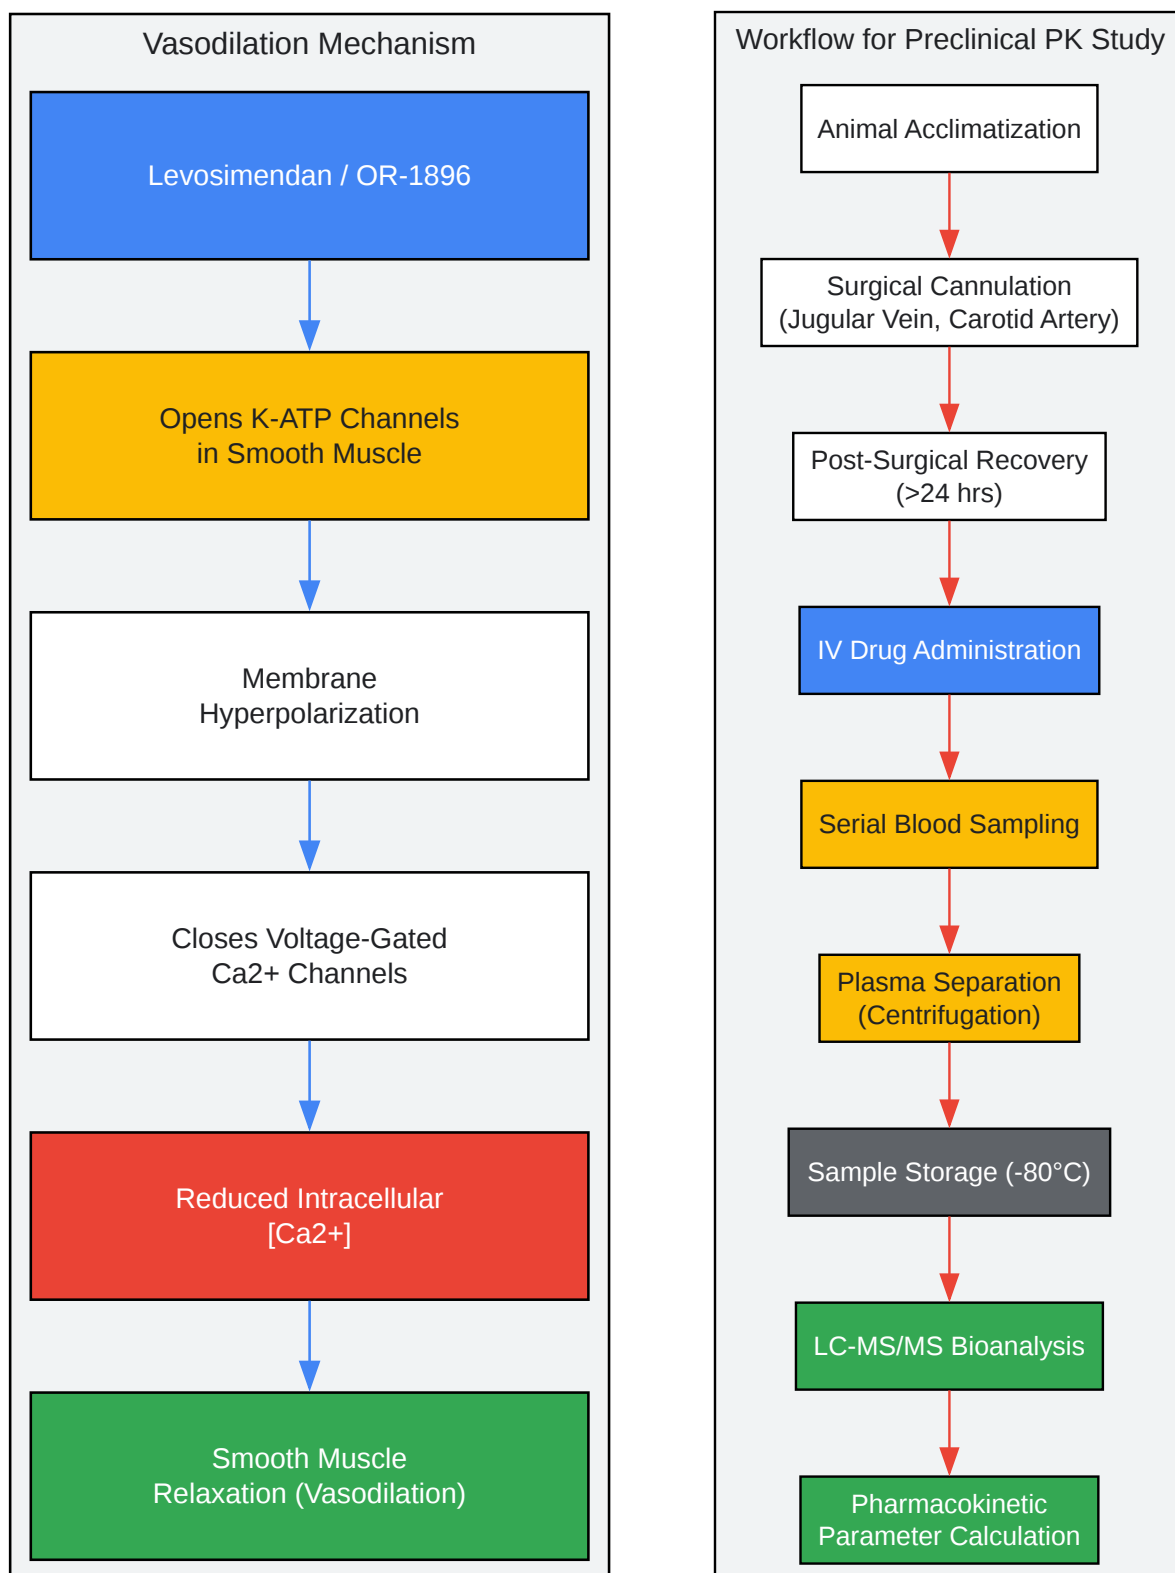 Vasodilation Mechanism
Levosimendan / OR-1896
Opens K-ATP Channels
in Smooth Muscle
Membrane
Hyperpolarization
Closes Voltage-Gated
Ca2+ Channels
Reduced Intracellular
[Ca2+]
Smooth Muscle
Relaxation (Vasodilation)
Workflow for Preclinical PK Study
Animal Acclimatization
Surgical Cannulation
(Jugular Vein, Carotid Artery)
Post-Surgical Recovery
(>24 hrs)
IV Drug Administration
Serial Blood Sampling
Plasma Separation
(Centrifugation)
Sample Storage (-80°C)
LC-MS/MS Bioanalysis
Pharmacokinetic
Parameter Calculation